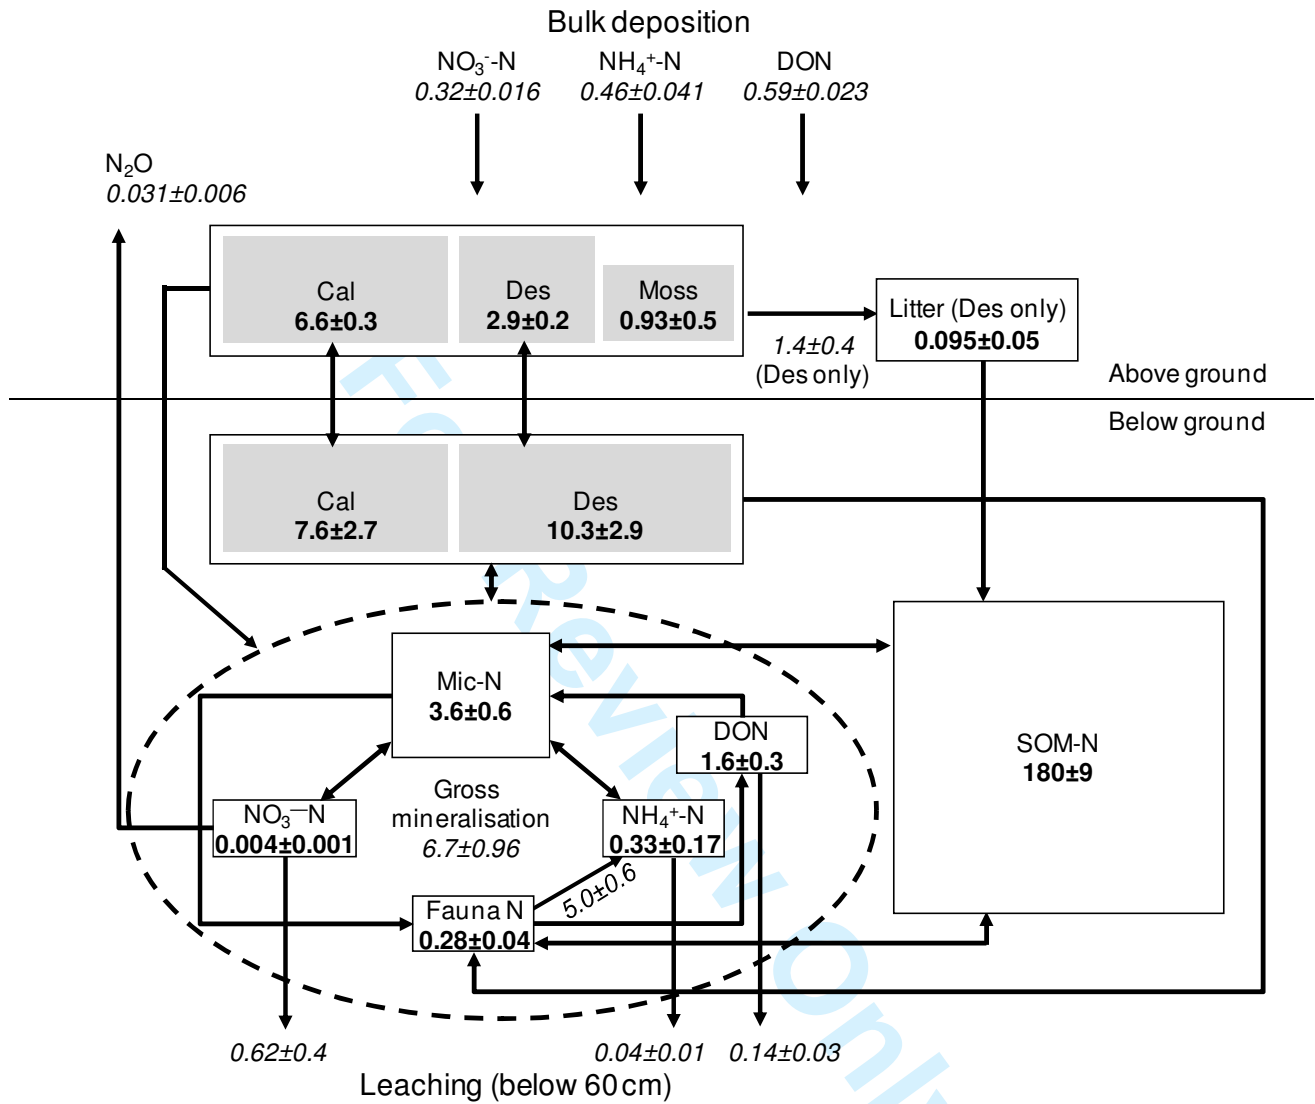 Bulk deposition
NO₃⁻-N NH₄⁺-N DON
0.32±0.016 0.46±0.041 0.59±0.023
N₂O
0.031±0.006
Cal Des Moss
6.6±0.3 2.9±0.2 0.93±0.5
Litter (Des only)
0.095±0.05
1.4±0.4
(Des only)
Above ground
Below ground
Cal Des
7.6±2.7 10.3±2.9
Mic-N
3.6±0.6
DON
1.6±0.3
SOM-N
180±9
Gross
mineralisation
6.7±0.96
NO₃—N
0.004±0.001
NH₄⁺-N
0.33±0.17
5.0±0.6
Fauna N
0.28±0.04
0.62±0.4 0.04±0.01 0.14±0.03
Leaching (below 60 cm)
For Review Only